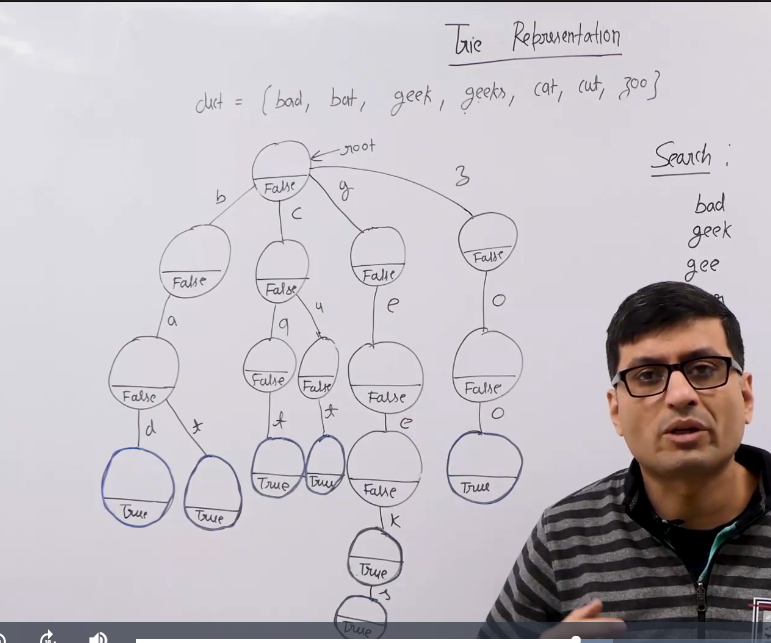 Trie Representation
dict = {bad, bat, geek, geeks, cat, cut, zoo}
root
Search :
bad
geek
gee
b
c
g
z
False
False
False
False
False
a
a
u
e
o
False
False
False
False
False
d
t
t
t
e
o
True
True
True
True
False
True
k
True
s
True